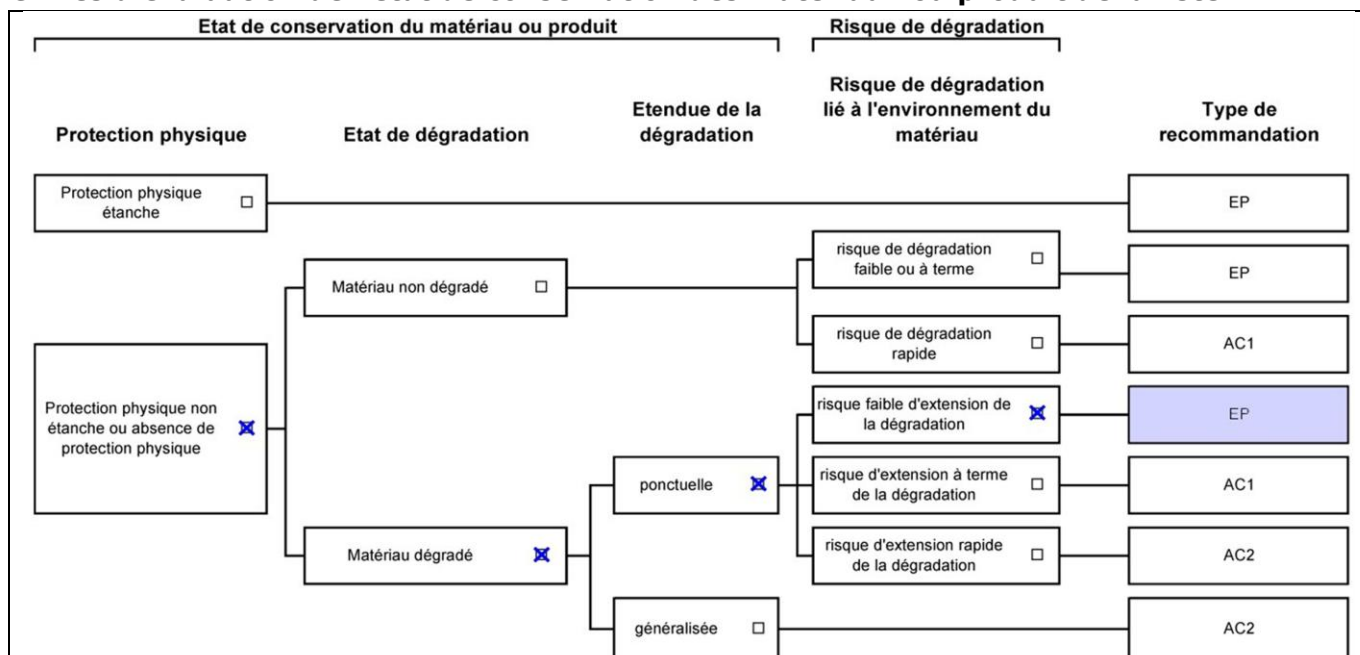 Etat de conservation du matériau ou produit
Risque de dégradation
Protection physique
Etat de dégradation
Etendue de la
dégradation
Risque de dégradation
lié à l'environnement du
matériau
Type de
recommandation
Protection physique
étanche
EP
risque de dégradation
faible ou à terme
EP
Matériau non dégradé
risque de dégradation
rapide
AC1
Protection physique non
étanche ou absence de
protection physique
risque faible d'extension de
la dégradation
EP
ponctuelle
risque d'extension à terme
de la dégradation
AC1
Matériau dégradé
risque d'extension rapide
de la dégradation
AC2
généralisée
AC2